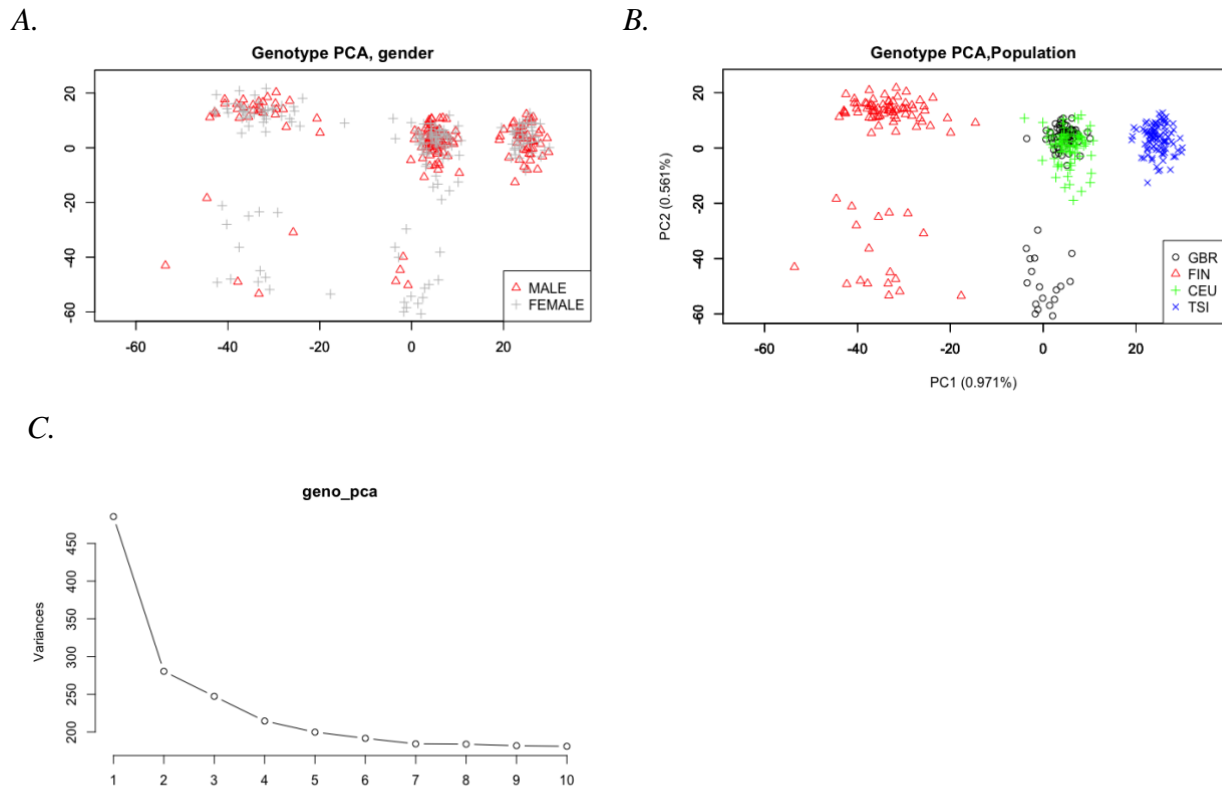 A.
Genotype PCA, gender
20
0
-20
-40
-60
MALE
FEMALE
-60
-40
-20
0
20
B.
Genotype PCA,Population
PC2 (0.561%)
20
0
-20
-40
-60
GBR
FIN
CEU
TSI
-60
-40
-20
0
20
PC1 (0.971%)
C.
geno_pca
Variances
450
400
350
300
250
200
1 2 3 4 5 6 7 8 9 10